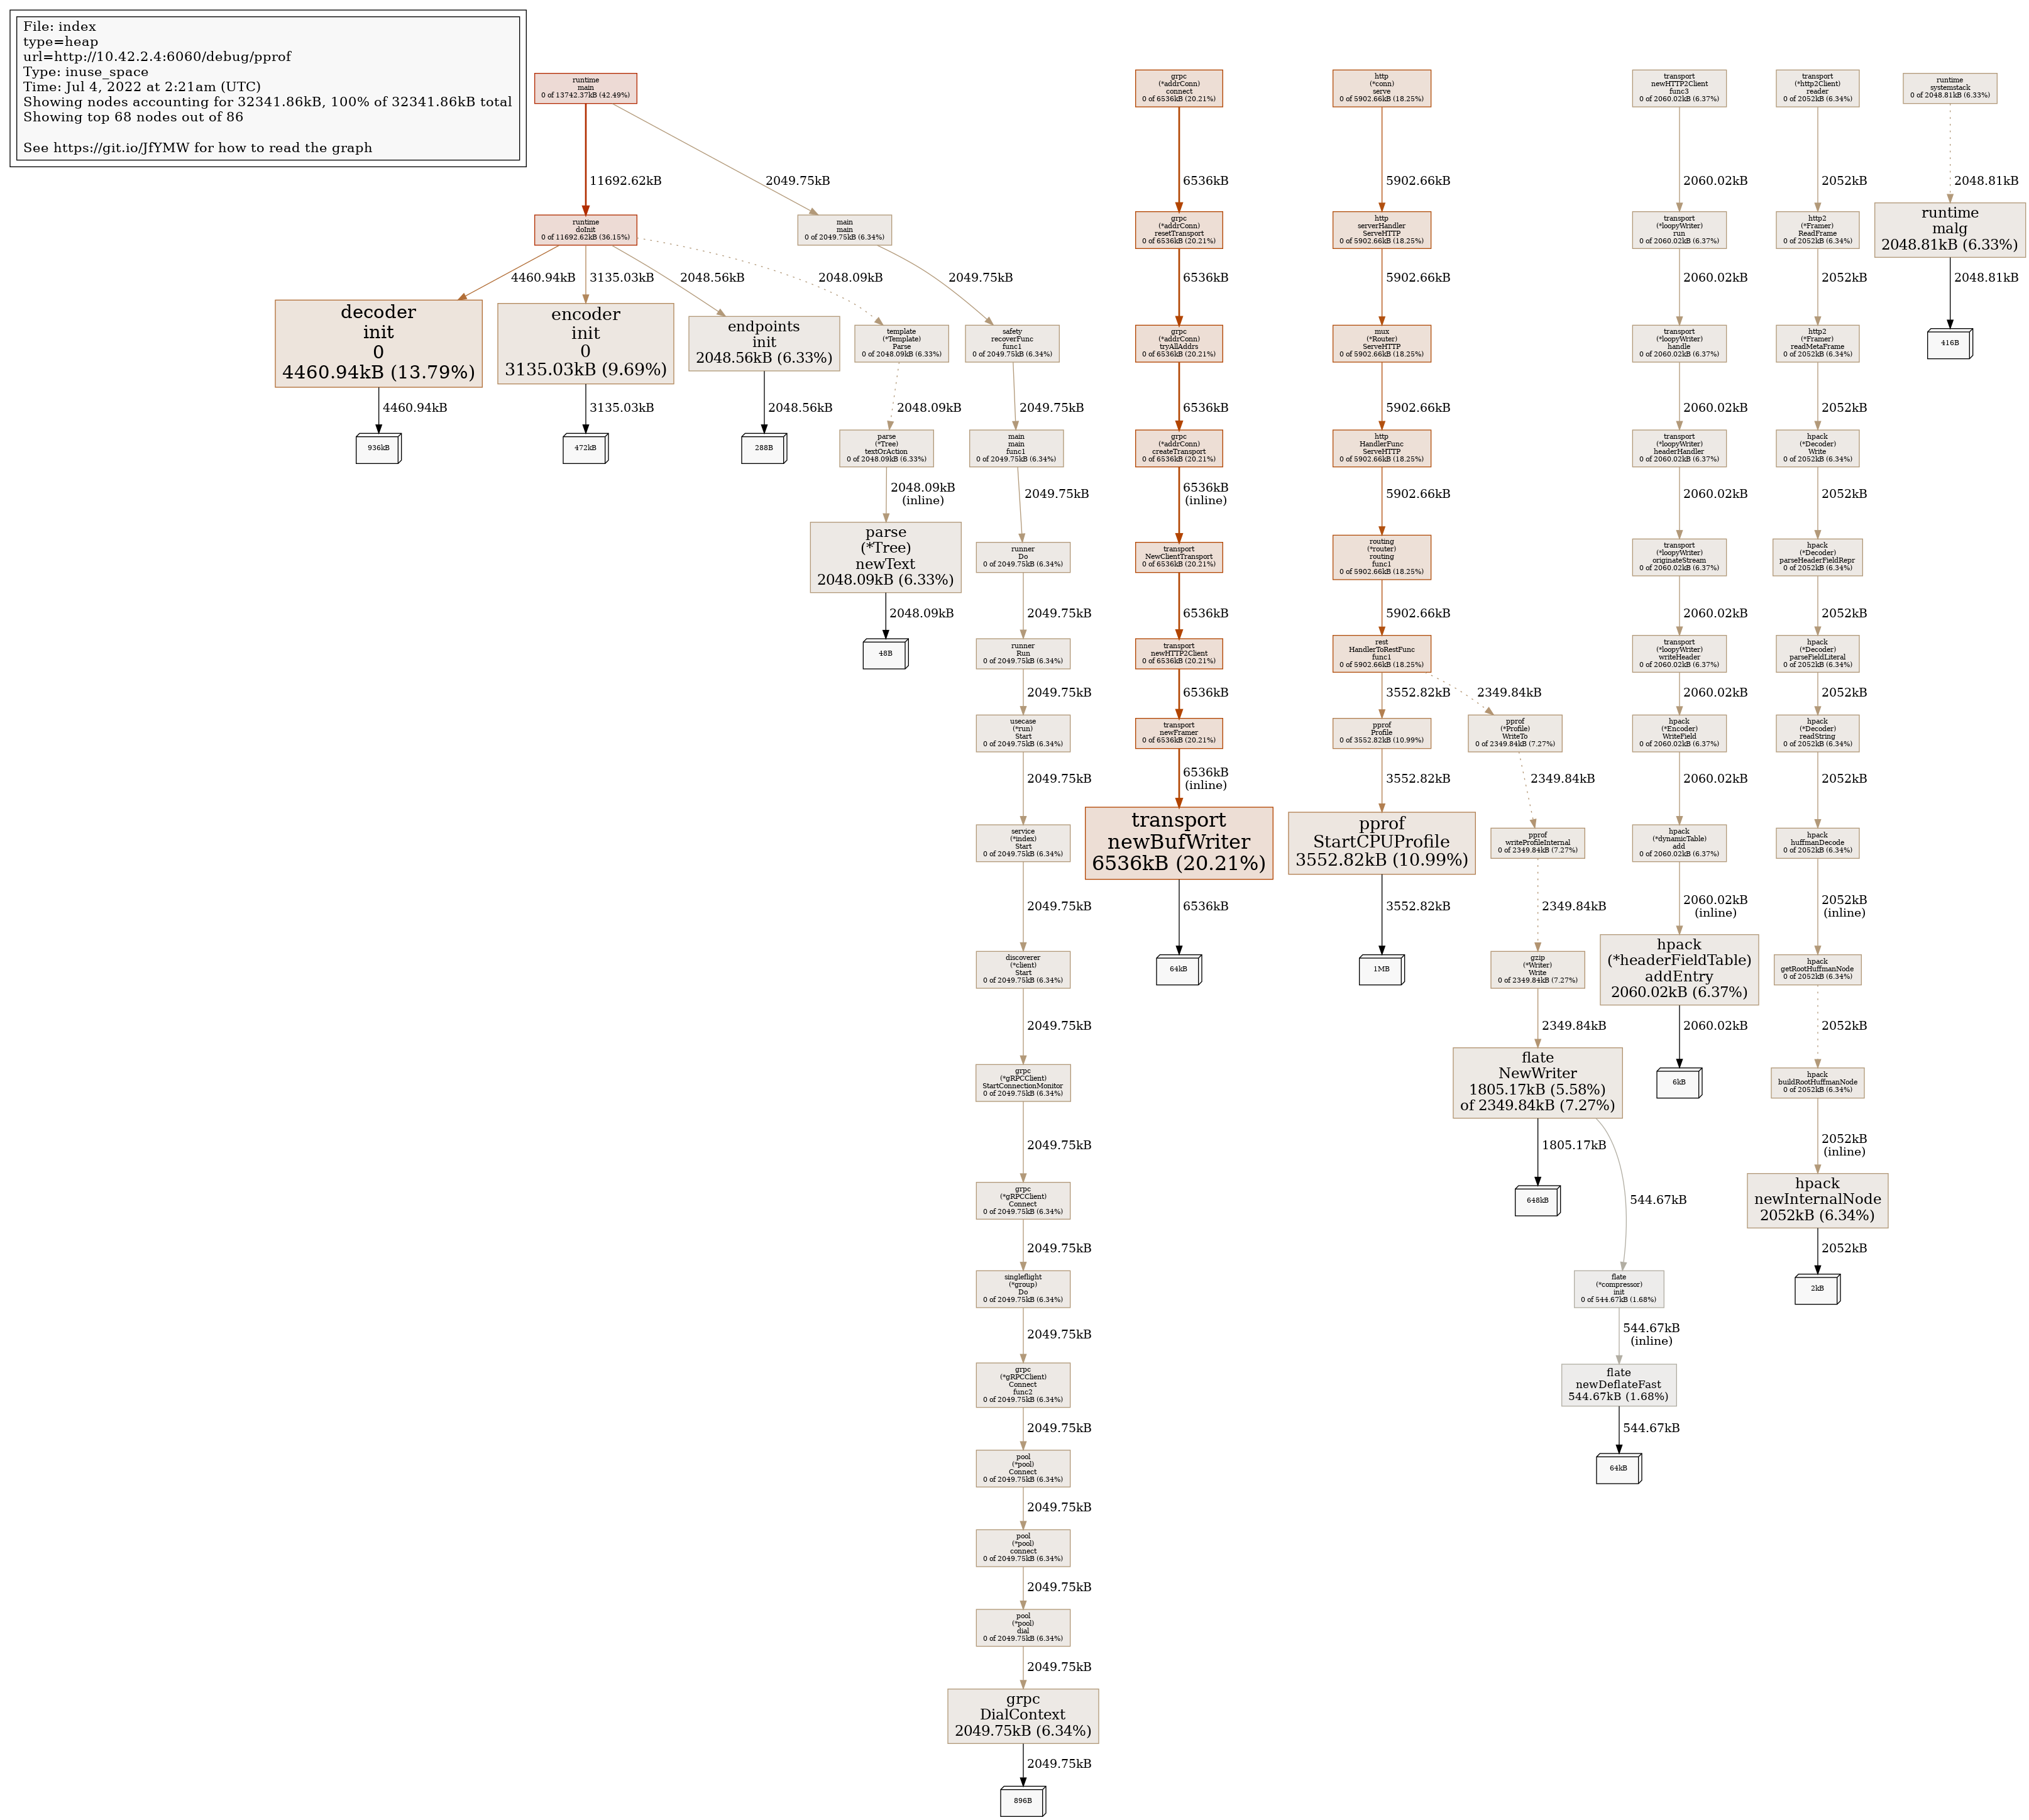 File: index
type=heap
url=http://10.42.2.4:6060/debug/pprof
Type: inuse_space
Time: Jul 4, 2022 at 2:21am (UTC)
Showing nodes accounting for 32341.86kB, 100% of 32341.86kB total
Showing top 68 nodes out of 86
See https://git.io/JfYMW for how to read the graph
runtime
main
0 of 13742.37kB (42.49%)
11692.62kB
2049.75kB
runtime
doInit
0 of 11692.62kB (36.15%)
4460.94kB
3135.03kB
2048.56kB
2048.09kB
decoder
init
0
4460.94kB (13.79%)
4460.94kB
936kB
encoder
init
0
3135.03kB (9.69%)
3135.03kB
472kB
endpoints
init
2048.56kB (6.33%)
2048.56kB
288B
template
(*Template)
Parse
0 of 2048.09kB (6.33%)
2048.09kB
parse
(*Tree)
textOrAction
0 of 2048.09kB (6.33%)
2048.09kB
(inline)
parse
(*Tree)
newText
2048.09kB (6.33%)
2048.09kB
48B
main
main
0 of 2049.75kB (6.34%)
2049.75kB
safety
recoverFunc
func1
0 of 2049.75kB (6.34%)
2049.75kB
main
main
func1
0 of 2049.75kB (6.34%)
2049.75kB
runner
Do
0 of 2049.75kB (6.34%)
2049.75kB
runner
Run
0 of 2049.75kB (6.34%)
2049.75kB
usecase
(*run)
Start
0 of 2049.75kB (6.34%)
2049.75kB
service
(*index)
Start
0 of 2049.75kB (6.34%)
2049.75kB
discoverer
(*client)
Start
0 of 2049.75kB (6.34%)
2049.75kB
grpc
(*gRPCClient)
StartConnectionMonitor
0 of 2049.75kB (6.34%)
2049.75kB
grpc
(*gRPCClient)
Connect
0 of 2049.75kB (6.34%)
2049.75kB
singleflight
(*group)
Do
0 of 2049.75kB (6.34%)
2049.75kB
grpc
(*gRPCClient)
Connect
func2
0 of 2049.75kB (6.34%)
2049.75kB
pool
(*pool)
Connect
0 of 2049.75kB (6.34%)
2049.75kB
pool
(*pool)
connect
0 of 2049.75kB (6.34%)
2049.75kB
pool
(*pool)
dial
0 of 2049.75kB (6.34%)
2049.75kB
grpc
DialContext
2049.75kB (6.34%)
2049.75kB
896B
grpc
(*addrConn)
connect
0 of 6536kB (20.21%)
6536kB
grpc
(*addrConn)
resetTransport
0 of 6536kB (20.21%)
6536kB
grpc
(*addrConn)
tryAllAddrs
0 of 6536kB (20.21%)
6536kB
grpc
(*addrConn)
createTransport
0 of 6536kB (20.21%)
6536kB
(inline)
transport
NewClientTransport
0 of 6536kB (20.21%)
6536kB
transport
newHTTP2Client
0 of 6536kB (20.21%)
6536kB
transport
newFramer
0 of 6536kB (20.21%)
6536kB
(inline)
transport
newBufWriter
6536kB (20.21%)
6536kB
64kB
http
(*conn)
serve
0 of 5902.66kB (18.25%)
5902.66kB
http
serverHandler
ServeHTTP
0 of 5902.66kB (18.25%)
5902.66kB
mux
(*Router)
ServeHTTP
0 of 5902.66kB (18.25%)
5902.66kB
http
HandlerFunc
ServeHTTP
0 of 5902.66kB (18.25%)
5902.66kB
routing
(*router)
routing
func1
0 of 5902.66kB (18.25%)
5902.66kB
rest
HandlerToRestFunc
func1
0 of 5902.66kB (18.25%)
3552.82kB
2349.84kB
pprof
Profile
0 of 3552.82kB (10.99%)
3552.82kB
pprof
StartCPUProfile
3552.82kB (10.99%)
3552.82kB
1MB
pprof
(*Profile)
WriteTo
0 of 2349.84kB (7.27%)
2349.84kB
pprof
writeProfileInternal
0 of 2349.84kB (7.27%)
2349.84kB
gzip
(*Writer)
Write
0 of 2349.84kB (7.27%)
2349.84kB
flate
NewWriter
1805.17kB (5.58%)
of 2349.84kB (7.27%)
1805.17kB
648kB
544.67kB
flate
(*compressor)
init
0 of 544.67kB (1.68%)
544.67kB
(inline)
flate
newDeflateFast
544.67kB (1.68%)
544.67kB
64kB
transport
newHTTP2Client
func3
0 of 2060.02kB (6.37%)
2060.02kB
transport
(*loopyWriter)
run
0 of 2060.02kB (6.37%)
2060.02kB
transport
(*loopyWriter)
handle
0 of 2060.02kB (6.37%)
2060.02kB
transport
(*loopyWriter)
headerHandler
0 of 2060.02kB (6.37%)
2060.02kB
transport
(*loopyWriter)
originateStream
0 of 2060.02kB (6.37%)
2060.02kB
transport
(*loopyWriter)
writeHeader
0 of 2060.02kB (6.37%)
2060.02kB
hpack
(*Encoder)
WriteField
0 of 2060.02kB (6.37%)
2060.02kB
hpack
(*dynamicTable)
add
0 of 2060.02kB (6.37%)
2060.02kB
(inline)
hpack
(*headerFieldTable)
addEntry
2060.02kB (6.37%)
2060.02kB
6kB
transport
(*http2Client)
reader
0 of 2052kB (6.34%)
2052kB
http2
(*Framer)
ReadFrame
0 of 2052kB (6.34%)
2052kB
http2
(*Framer)
readMetaFrame
0 of 2052kB (6.34%)
2052kB
hpack
(*Decoder)
Write
0 of 2052kB (6.34%)
2052kB
hpack
(*Decoder)
parseHeaderFieldRepr
0 of 2052kB (6.34%)
2052kB
hpack
(*Decoder)
parseFieldLiteral
0 of 2052kB (6.34%)
2052kB
hpack
(*Decoder)
readString
0 of 2052kB (6.34%)
2052kB
hpack
huffmanDecode
0 of 2052kB (6.34%)
2052kB
(inline)
hpack
getRootHuffmanNode
0 of 2052kB (6.34%)
2052kB
hpack
buildRootHuffmanNode
0 of 2052kB (6.34%)
2052kB
(inline)
hpack
newInternalNode
2052kB (6.34%)
2052kB
2kB
runtime
systemstack
0 of 2048.81kB (6.33%)
2048.81kB
runtime
malg
2048.81kB (6.33%)
2048.81kB
416B